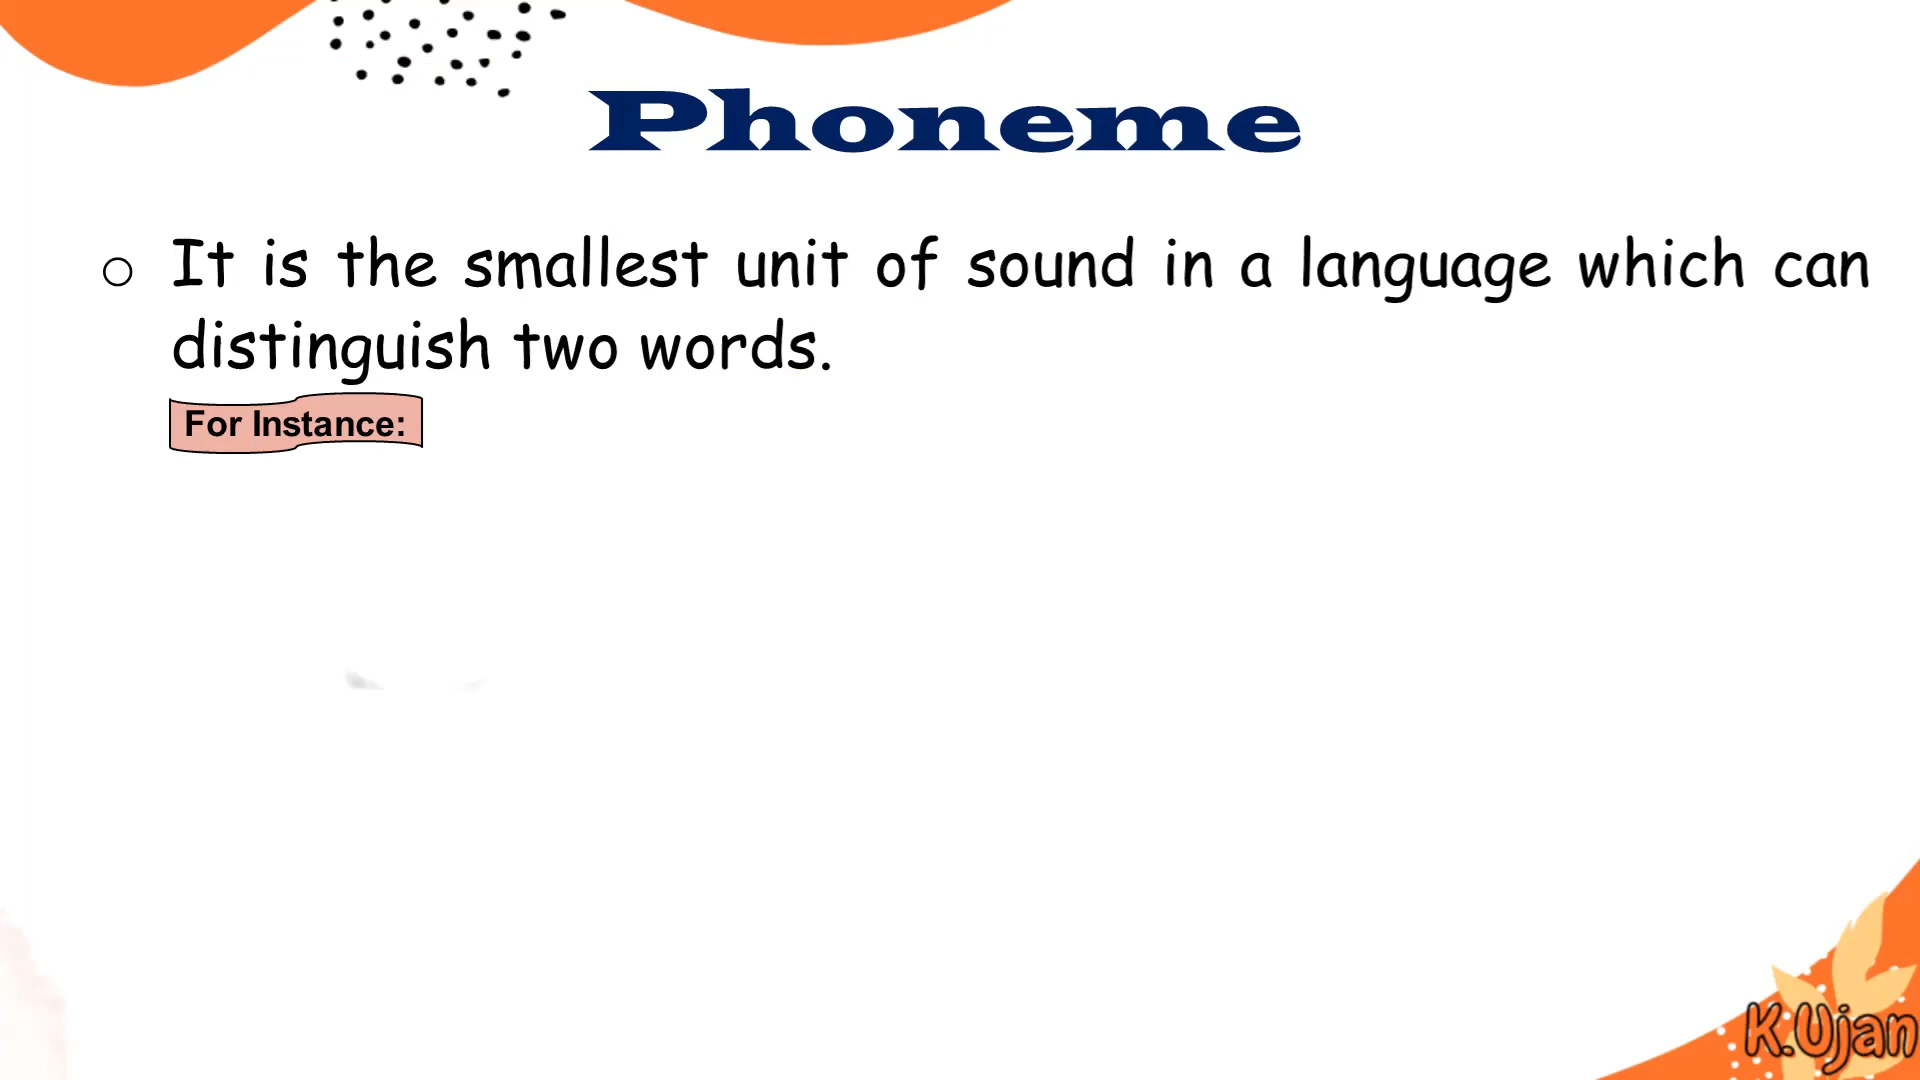 Phoneme
o It is the smallest unit of sound in a language which can
distinguish two words.
For Instance:
K.Ujan